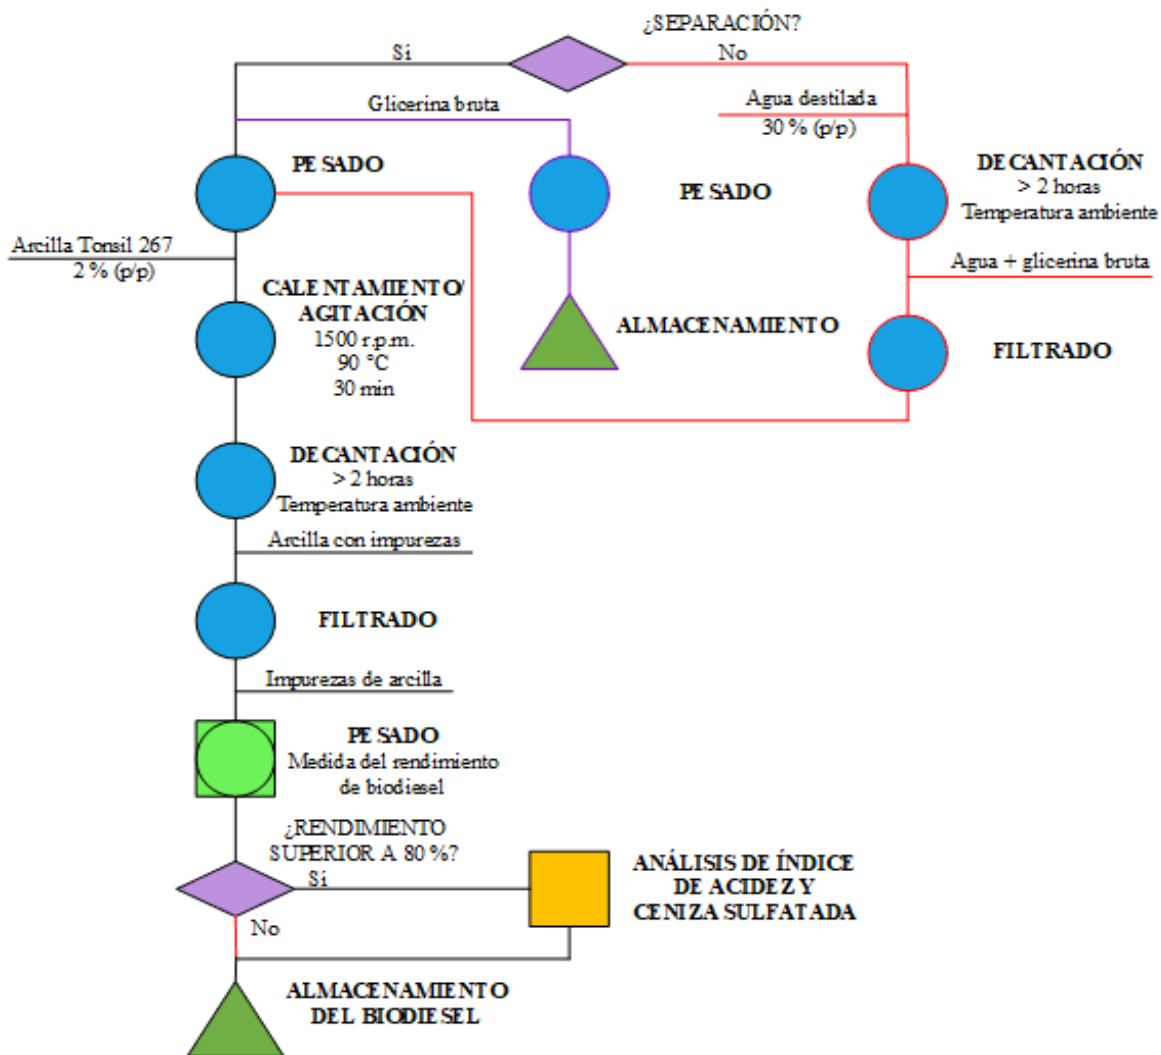 ¿SEPARACIÓN?
Sí
No
Glicerina bruta
Agua destilada
30 % (p/p)
PESADO
PESADO
DECANTACIÓN
> 2 horas
Temperatura ambiente
Arcilla Tonsil 267
2 % (p/p)
Agua + glicerina bruta
CALENTAMIENTO/
AGITACIÓN
1500 r.p.m.
90 °C
30 min
ALMACENAMIENTO
FILTRADO
DECANTACIÓN
> 2 horas
Temperatura ambiente
Arcilla con impurezas
FILTRADO
Impurezas de arcilla
PESADO
Medida del rendimiento
de biodiesel
¿RENDIMIENTO
SUPERIOR A 80 %?
Sí
No
ANÁLISIS DE ÍNDICE
DE ACIDEZ Y
CENIZA SULFATADA
ALMACENAMIENTO
DEL BIODIESEL